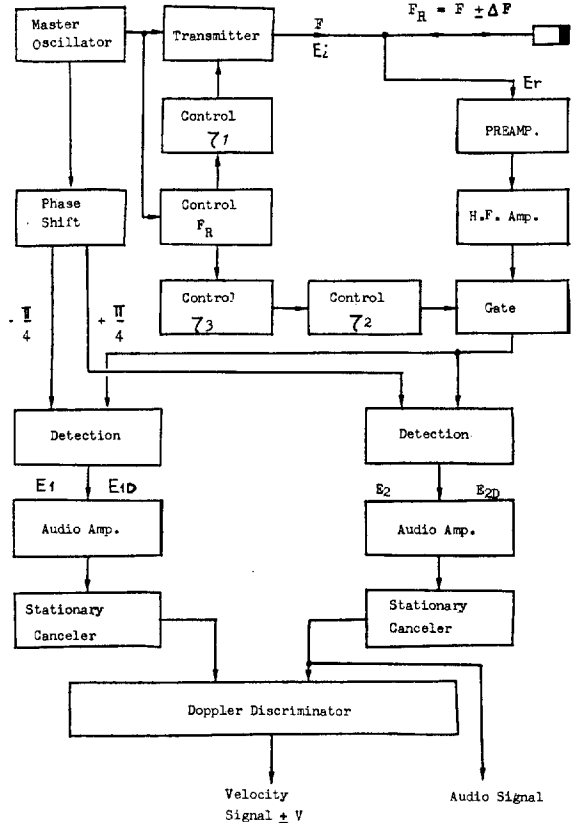 F_R = F ± ΔF
Master
Oscillator
Transmitter
F
Ei
Er
Control
τ1
PREAMP.
Phase
Shift
Control
F_R
H.F. Amp.
Control
τ3
Control
τ2
Gate
- π/4
+ π/4
Detection
Detection
E1 E1D
E2 E2D
Audio Amp.
Audio Amp.
Stationary
Canceler
Stationary
Canceler
Doppler Discriminator
Velocity
Signal ± V
Audio Signal